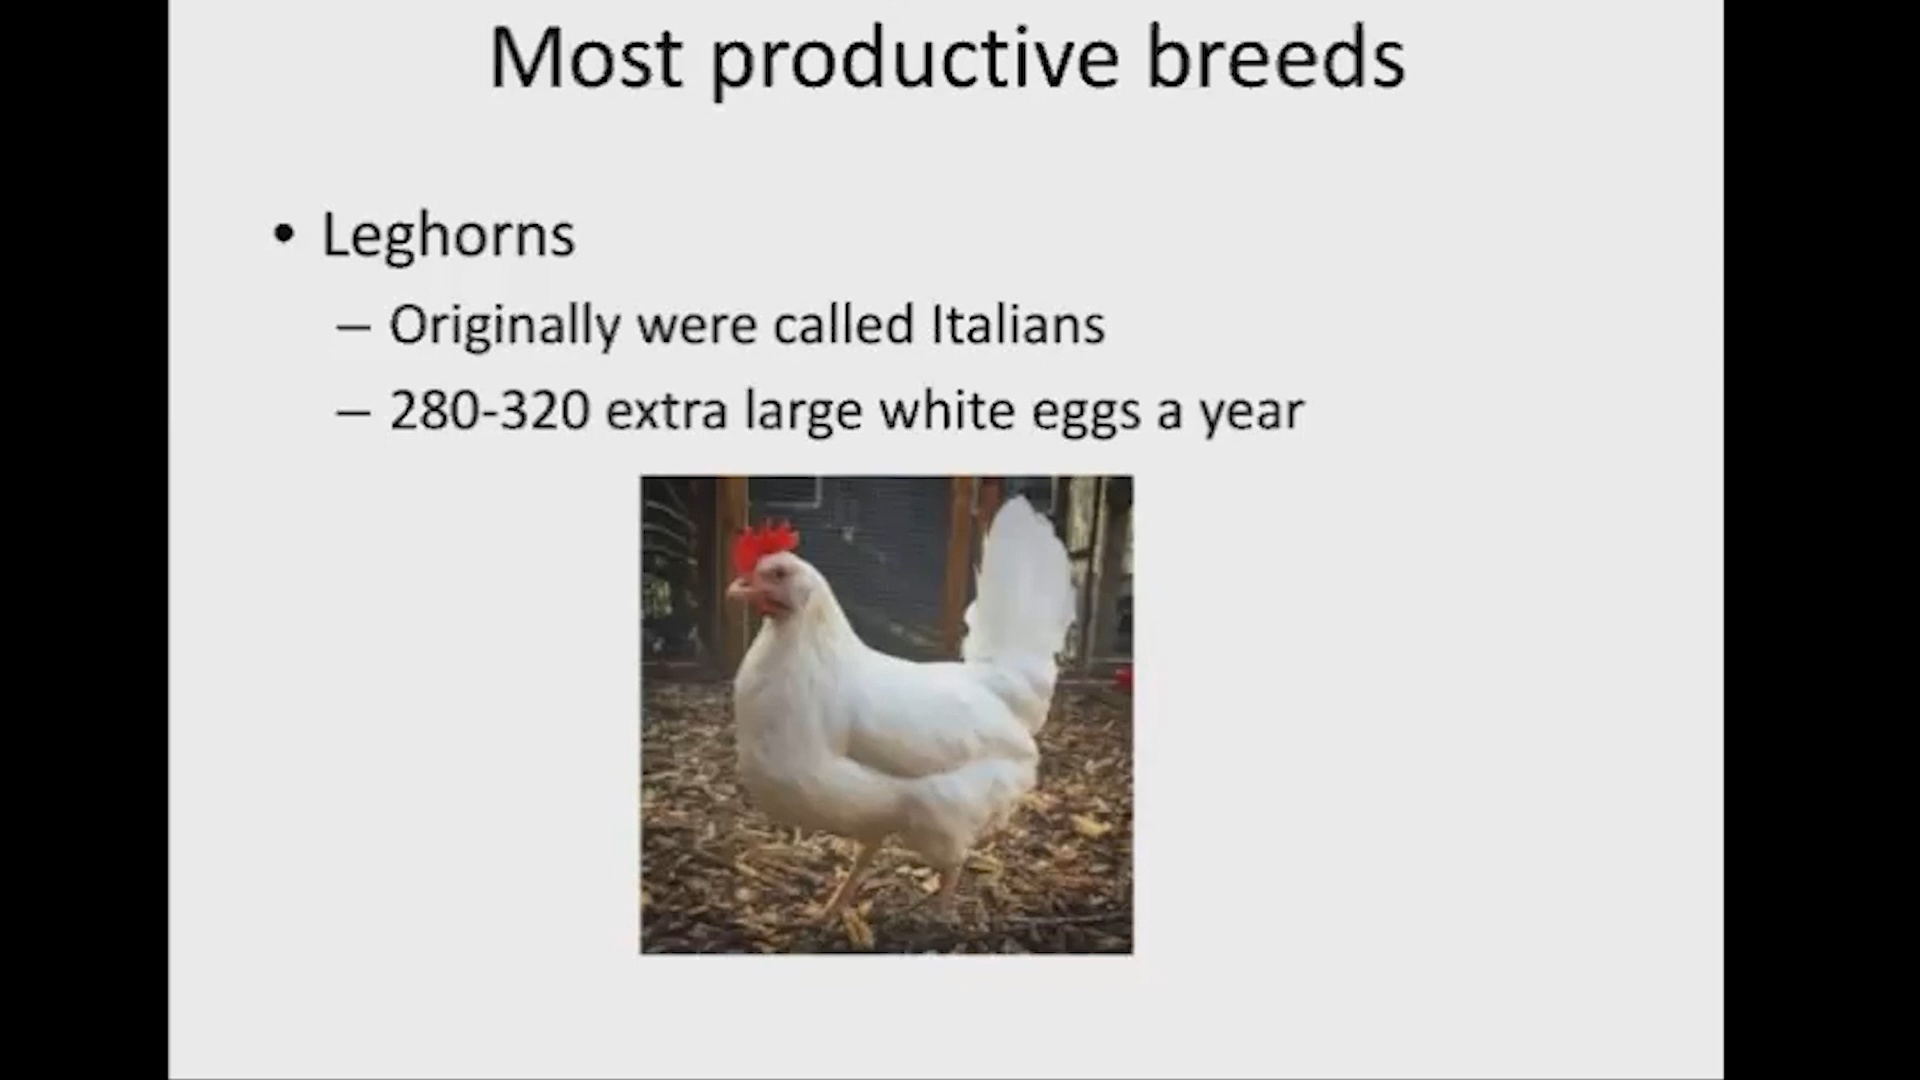 Most productive breeds
• Leghorns
– Originally were called Italians
– 280-320 extra large white eggs a year